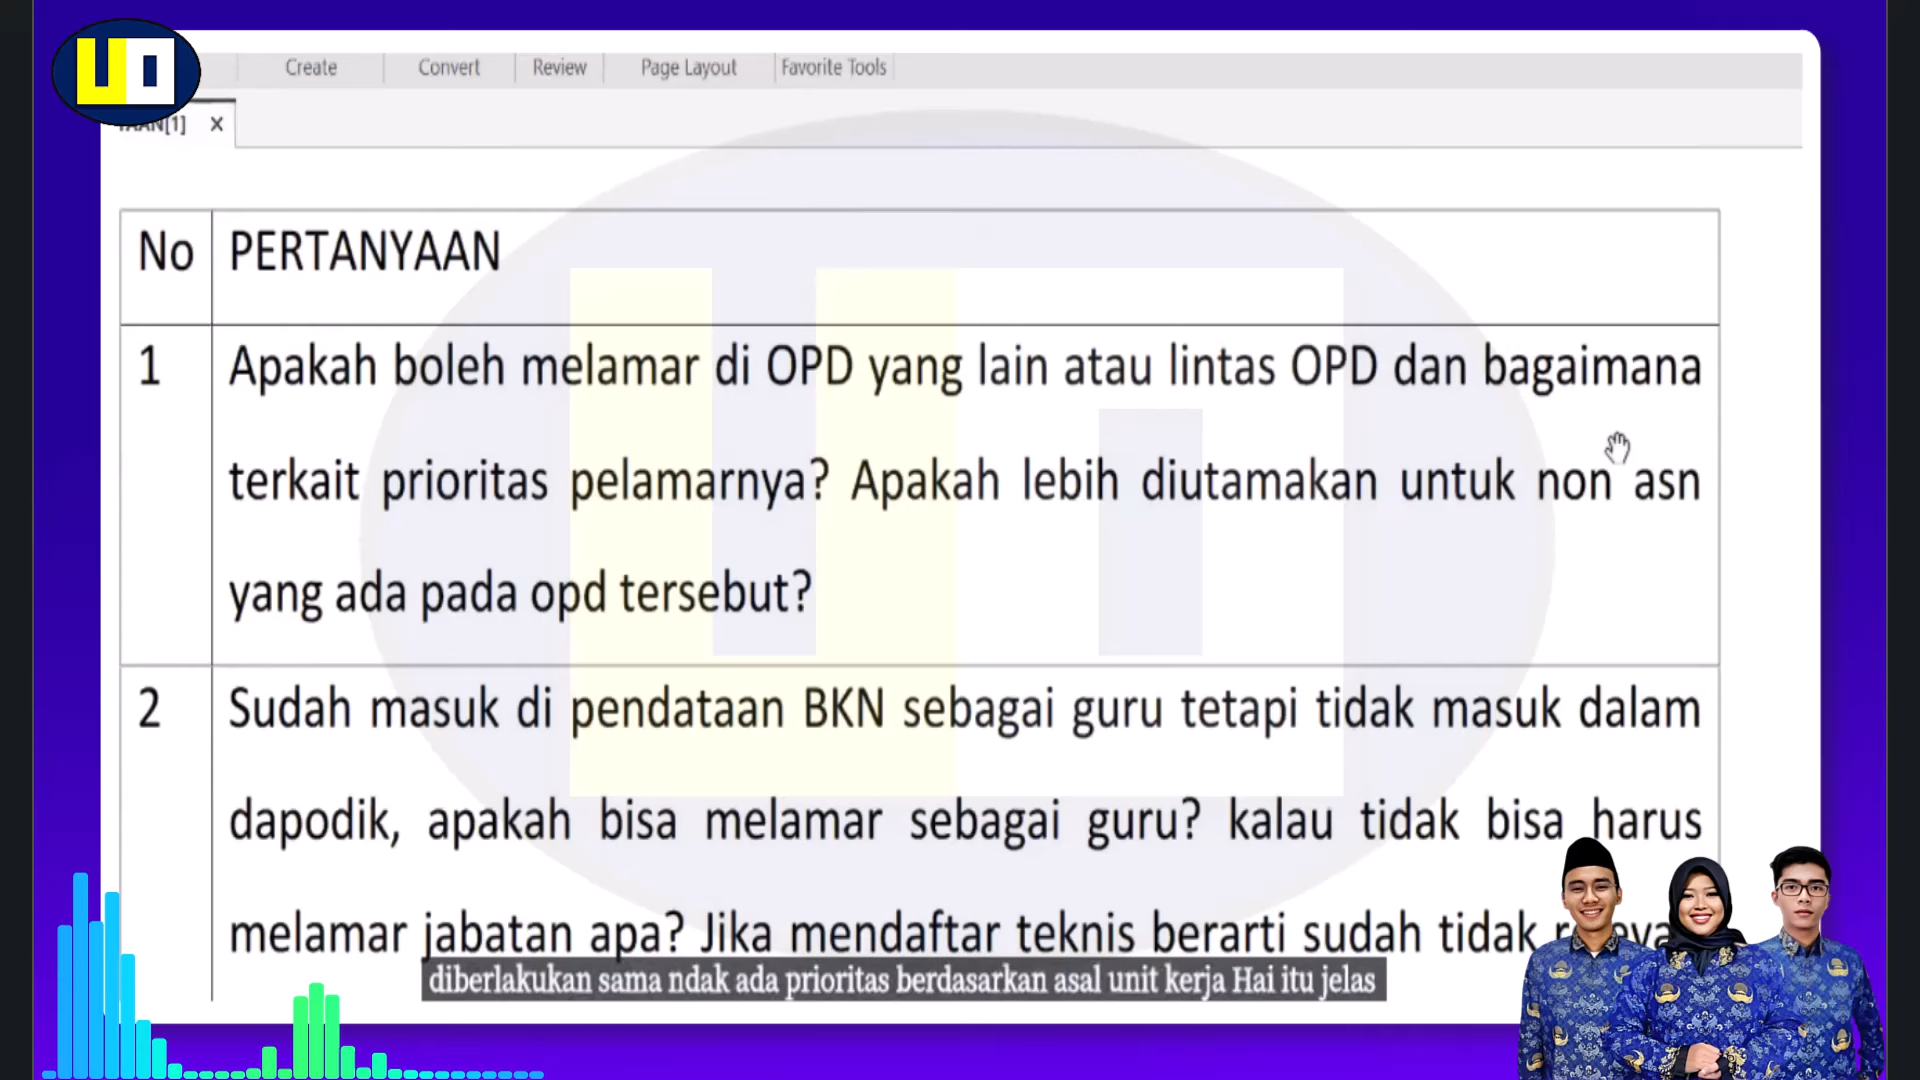 UD
Create Convert Review Page Layout Favorite Tools
[1] X
No PERTANYAAN
1 Apakah boleh melamar di OPD yang lain atau lintas OPD dan bagaimana
terkait prioritas pelamarnya? Apakah lebih diutamakan untuk non asn
yang ada pada opd tersebut?
2 Sudah masuk di pendataan BKN sebagai guru tetapi tidak masuk dalam
dapodik, apakah bisa melamar sebagai guru? kalau tidak bisa harus
melamar jabatan apa? Jika mendaftar teknis berarti sudah tidak
diberlakukan sama ndak ada prioritas berdasarkan asal unit kerja Hai itu jelas